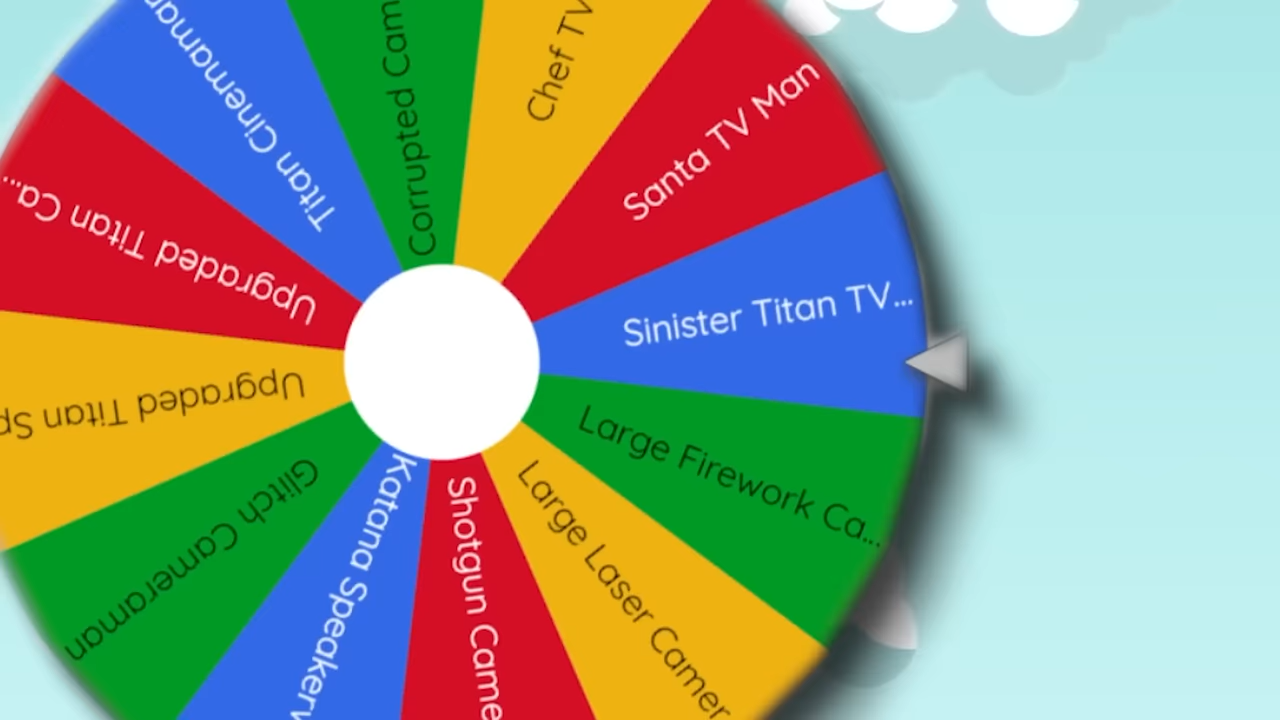 Corrupted Cam
Chef TV
Santa TV Man
Sinister Titan TV...
Large Firework Ca...
Large Laser Camer
Shotgun Came
Katana Speaker
Glitch Cameraman
Upgraded Titan Sp
Upgraded Titan Ca...
Titan Cinemaman